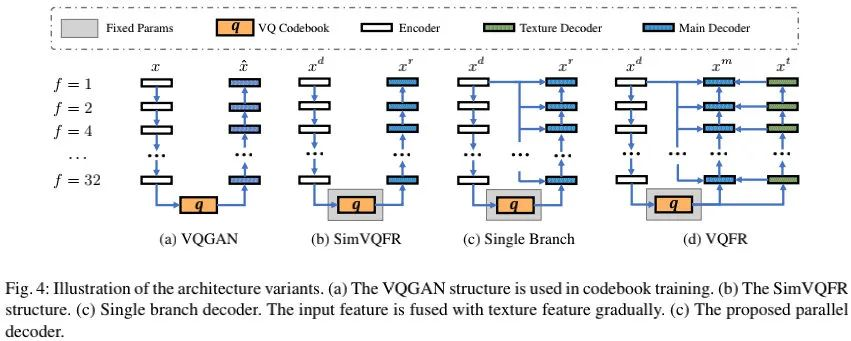 Fixed Params q VQ Codebook Encoder Texture Decoder Main Decoder
x x̂ x^d x^r x^d x^r x^d x^m x^t
f = 1
f = 2
f = 4
...
f = 32
q q q q
(a) VQGAN (b) SimVQFR (c) Single Branch (d) VQFR
Fig. 4: Illustration of the architecture variants. (a) The VQGAN structure is used in codebook training. (b) The SimVQFR
structure. (c) Single branch decoder. The input feature is fused with texture feature gradually. (c) The proposed parallel
decoder.